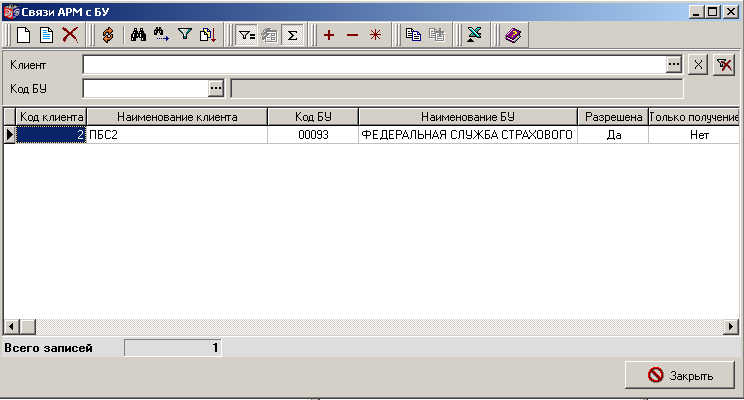 Связи АРМ с БУ
Клиент
Код БУ
Код клиента Наименование клиента Код БУ Наименование БУ Разрешена Только получение
2 ПБС2 00093 ФЕДЕРАЛЬНАЯ СЛУЖБА СТРАХОВОГО Да Нет
Всего записей 1
Закрыть